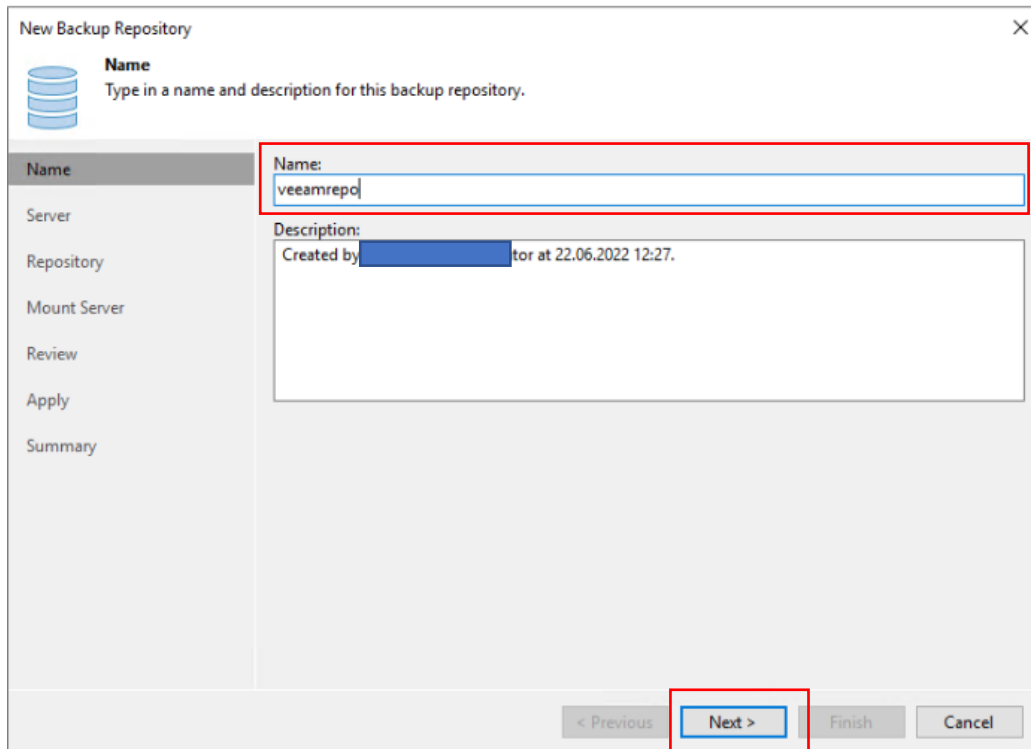 New Backup Repository
Name
Type in a name and description for this backup repository.
Name
Server
Repository
Mount Server
Review
Apply
Summary
Name:
veeamrepo
Description:
Created by tor at 22.06.2022 12:27.
< Previous
Next >
Finish
Cancel